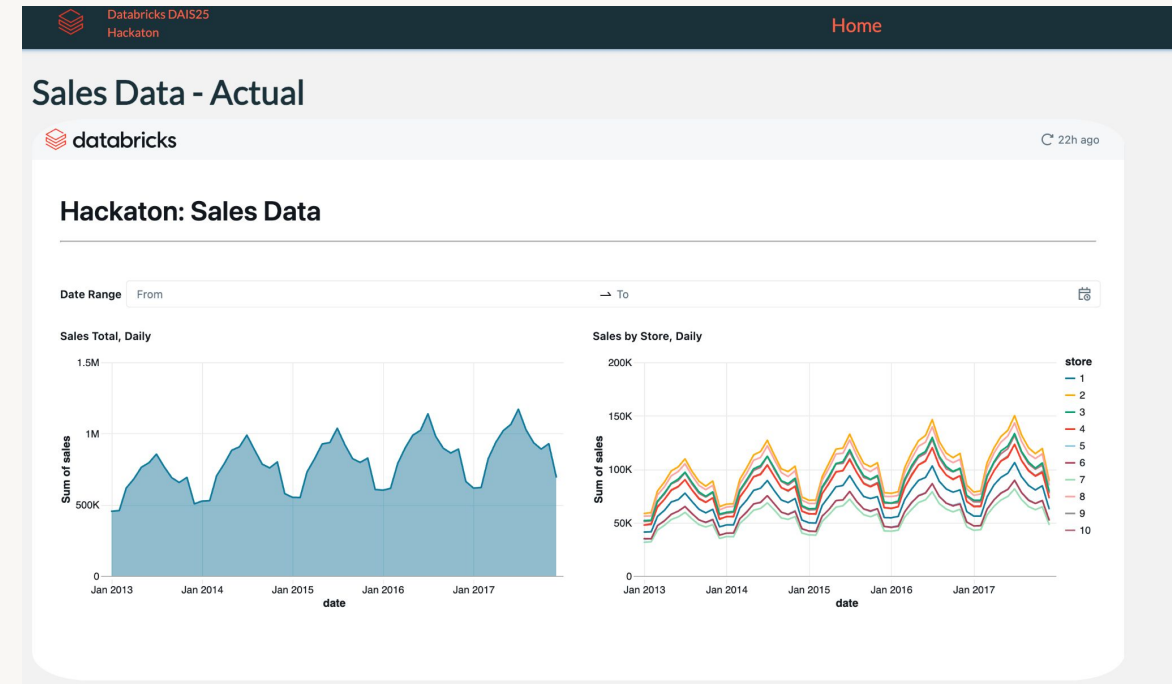 Databricks DAIS25
Hackaton
Home
Sales Data - Actual
databricks
22h ago
Hackaton: Sales Data
Date Range From To
Sales Total, Daily
1.5M
1M
500K
0
Sum of sales
Jan 2013 Jan 2014 Jan 2015 Jan 2016 Jan 2017
date
Sales by Store, Daily
200K
150K
100K
50K
0
Sum of sales
Jan 2013 Jan 2014 Jan 2015 Jan 2016 Jan 2017
date
store
1
2
3
4
5
6
7
8
9
10